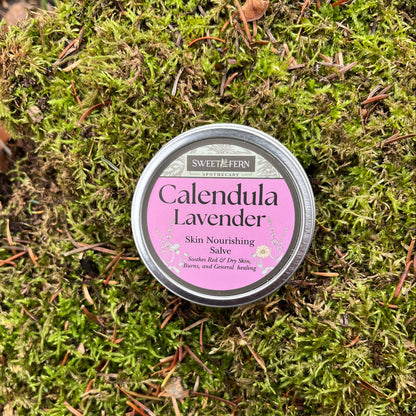 SWEET FERN
APOTHECARY
Calendula
Lavender
Skin Nourishing
Salve
Soothes Red & Dry Skin,
Burns, and General healing